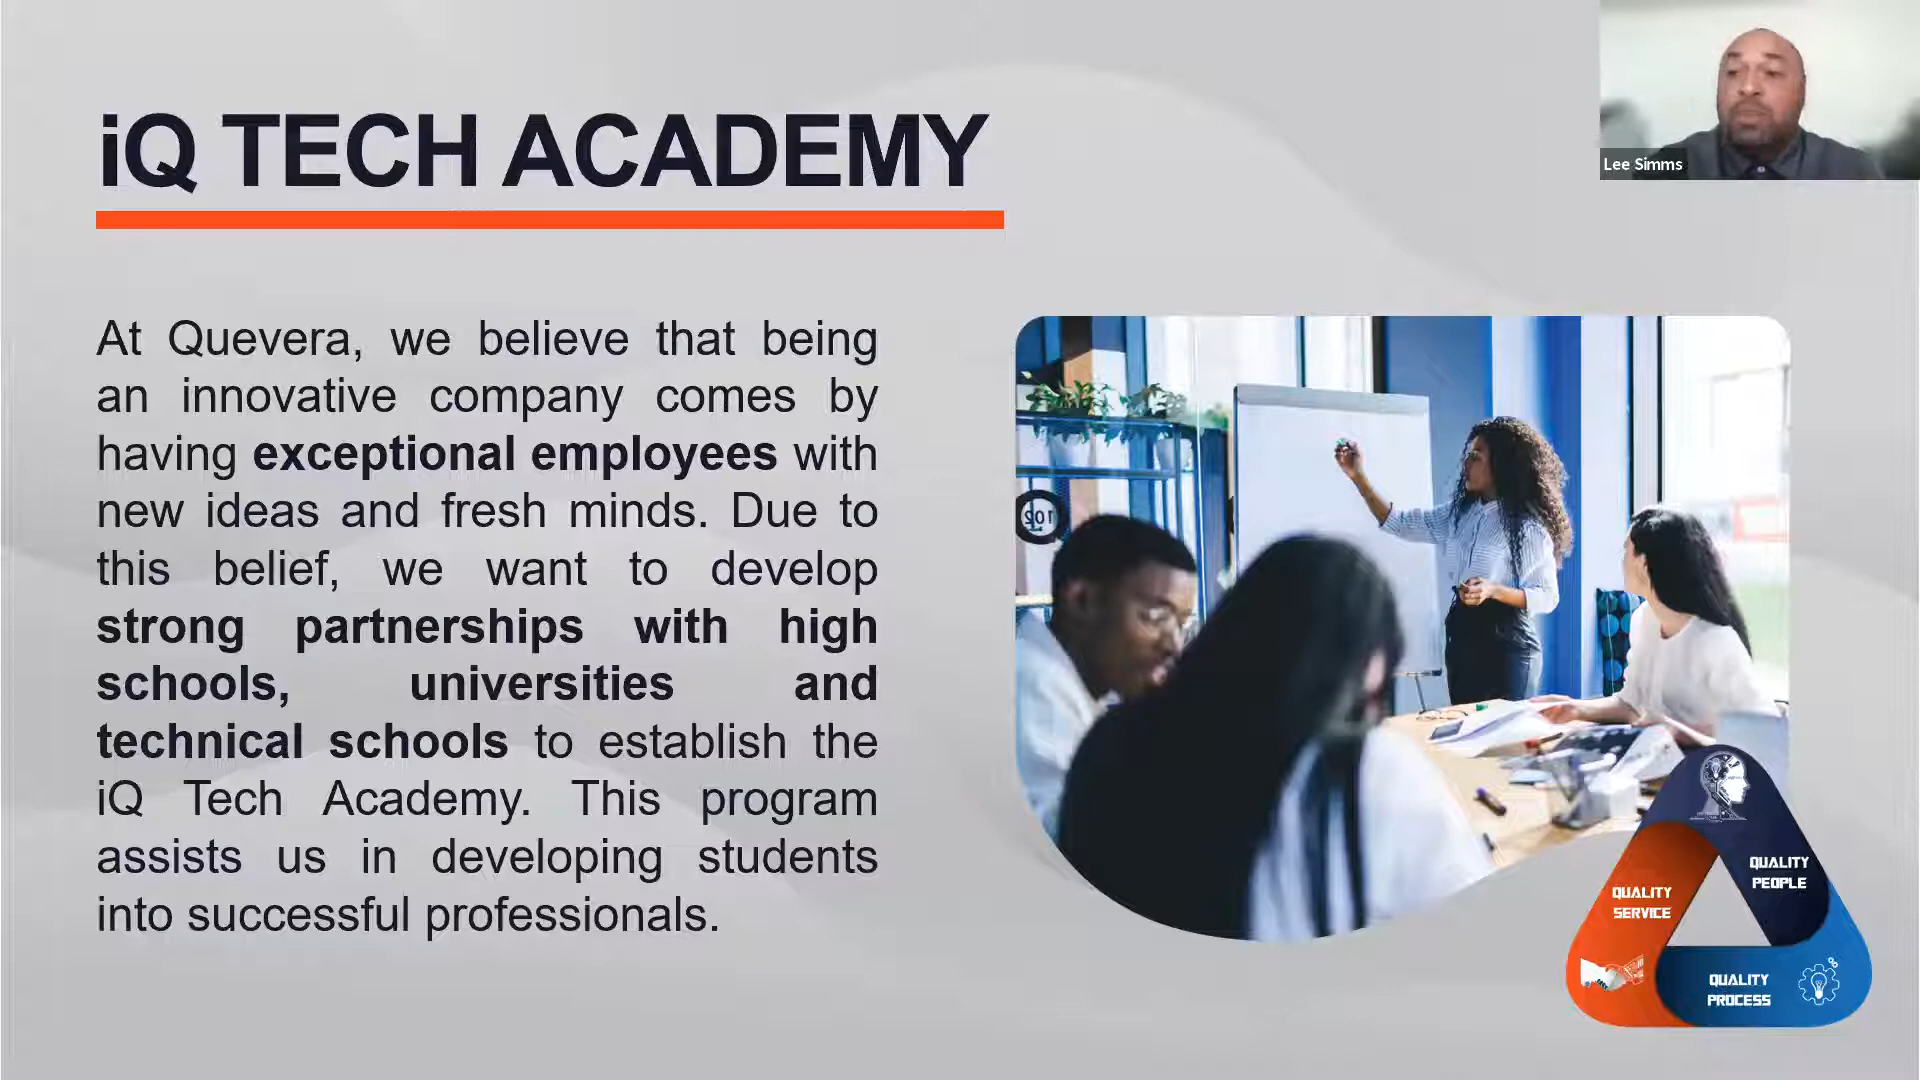 iQ TECH ACADEMY
Lee Simms
At Quevera, we believe that being
an innovative company comes by
having exceptional employees with
new ideas and fresh minds. Due to
this belief, we want to develop
strong partnerships with high
schools, universities and
technical schools to establish the
iQ Tech Academy. This program
assists us in developing students
into successful professionals.
QUALITY
PEOPLE
QUALITY
SERVICE
QUALITY
PROCESS